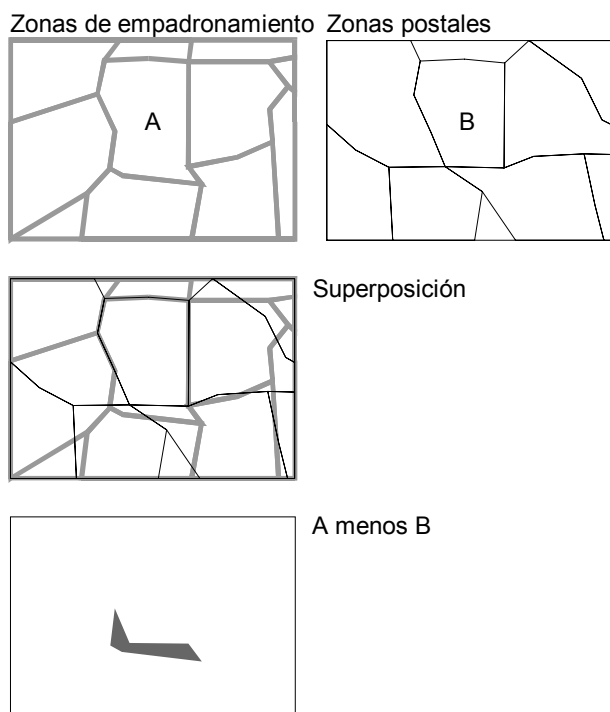 Zonas de empadronamiento Zonas postales
A B
Superposición
A menos B